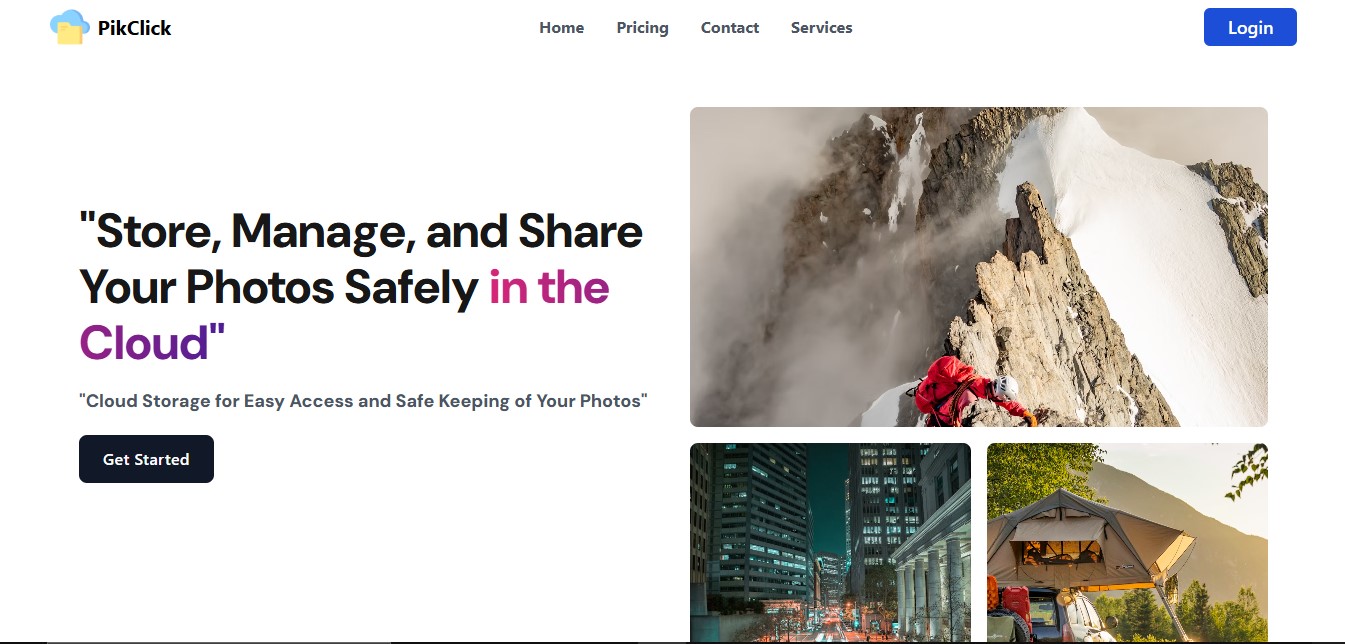 PikClick
Home
Pricing
Contact
Services
Login
"Store, Manage, and Share
Your Photos Safely in the
Cloud"
"Cloud Storage for Easy Access and Safe Keeping of Your Photos"
Get Started